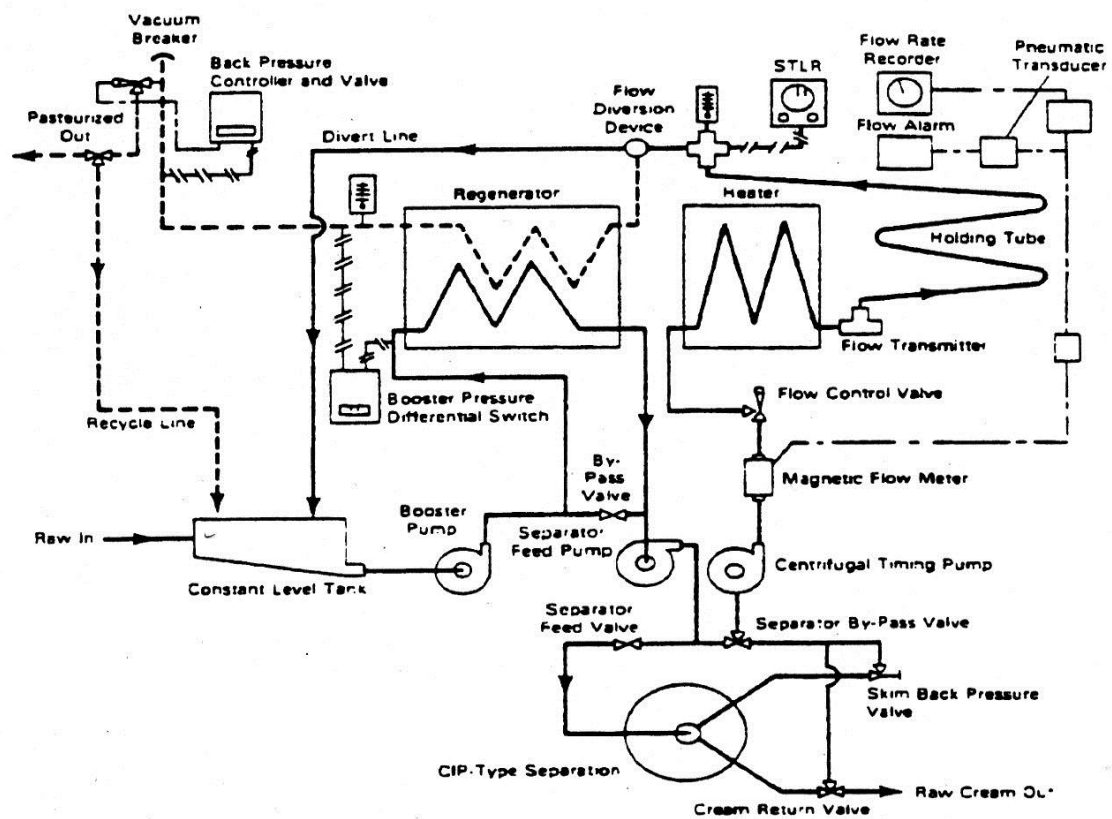 Vacuum
Breaker
Back Pressure
Controller and Valve
Pasteurized
Out
Divert Line
Flow
Diversion
Device
STLR
Flow Rate
Recorder
Pneumatic
Transducer
Flow Alarm
Regenerator
Heater
Holding Tube
Flow Transmitter
Booster Pressure
Differential Switch
Flow Control Valve
Recycle Line
By-
Pass
Valve
Magnetic Flow Meter
Booster
Pump
Separator
Feed Pump
Raw In
Constant Level Tank
Centrifugal Timing Pump
Separator
Feed Valve
Separator By-Pass Valve
Skim Back Pressure
Valve
CIP-Type Separation
Raw Cream Out
Cream Return Valve